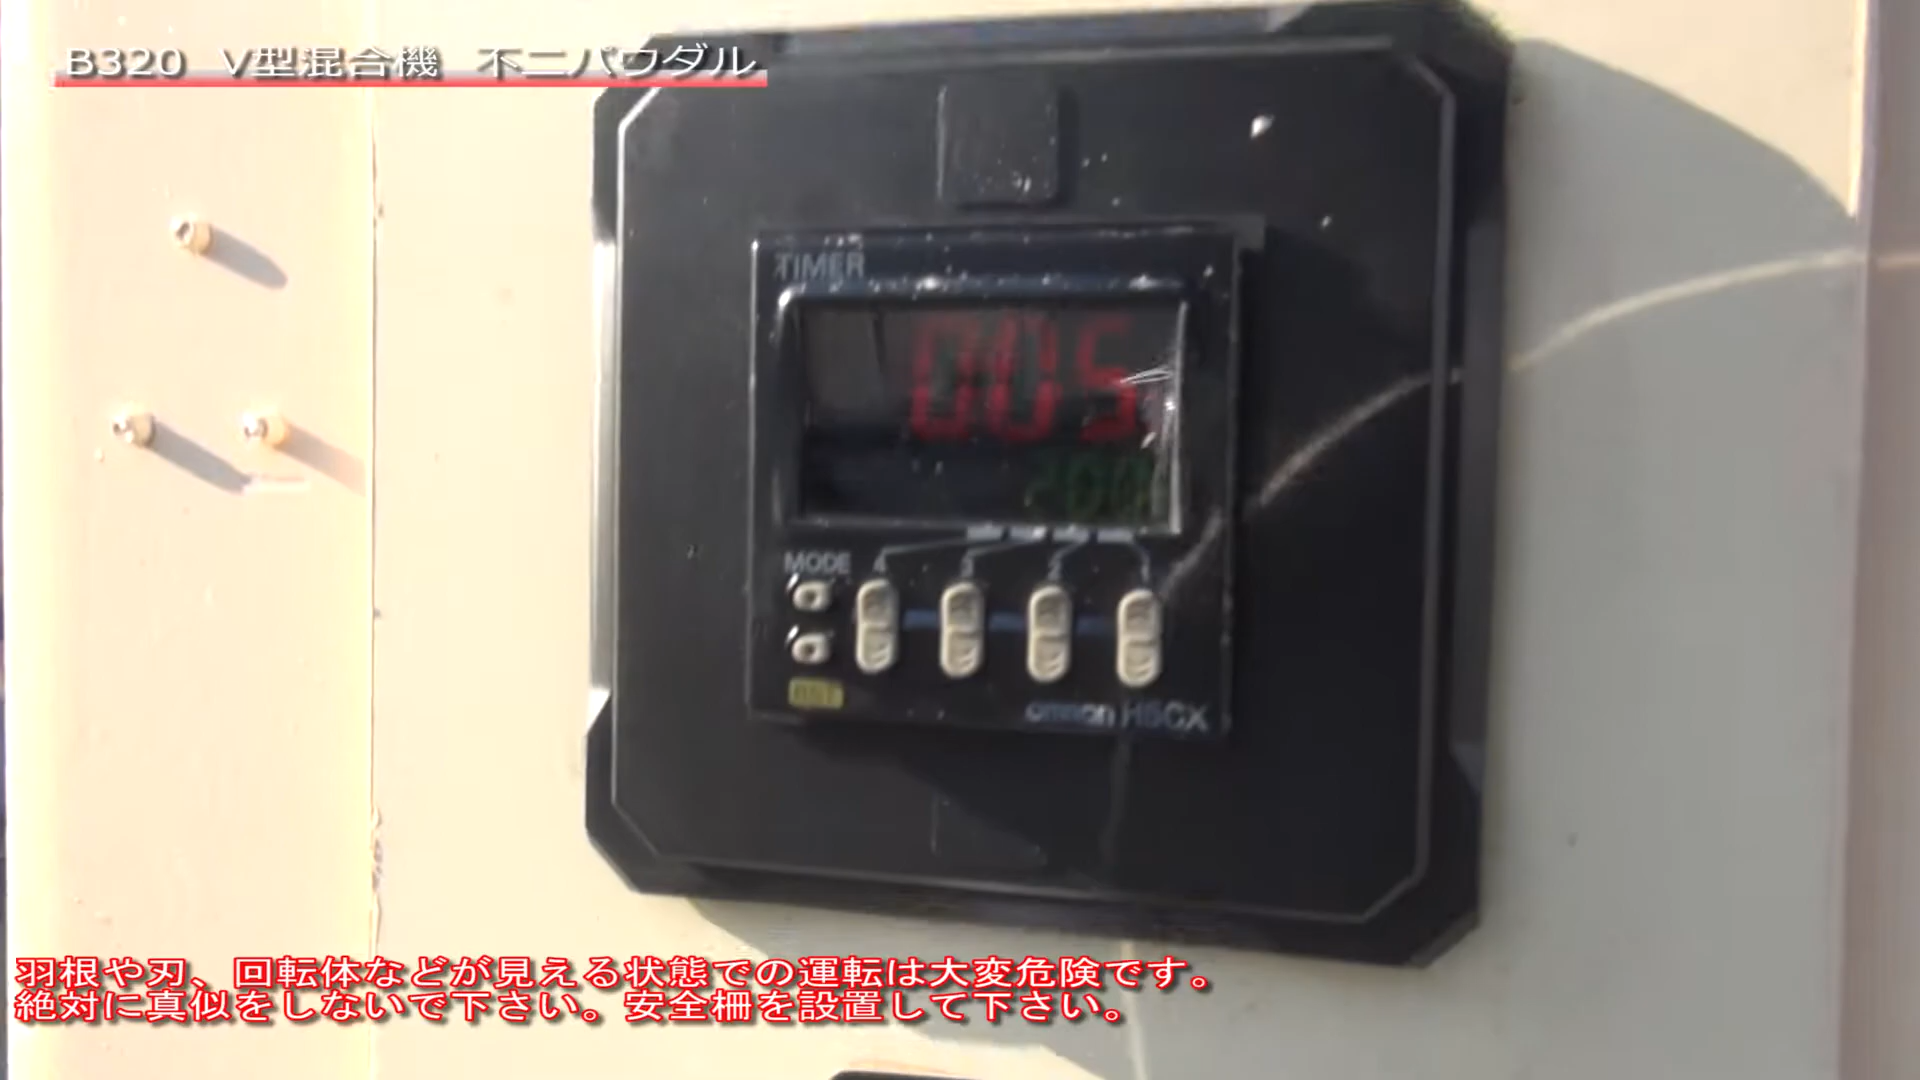 B320 V型混合機 不二パウダル
TIMER
005
200
MODE 4 3 2 1
RST
omron H5CX
羽根や刃、回転体などが見える状態での運転は大変危険です。
絶対に真似をしないで下さい。安全柵を設置して下さい。